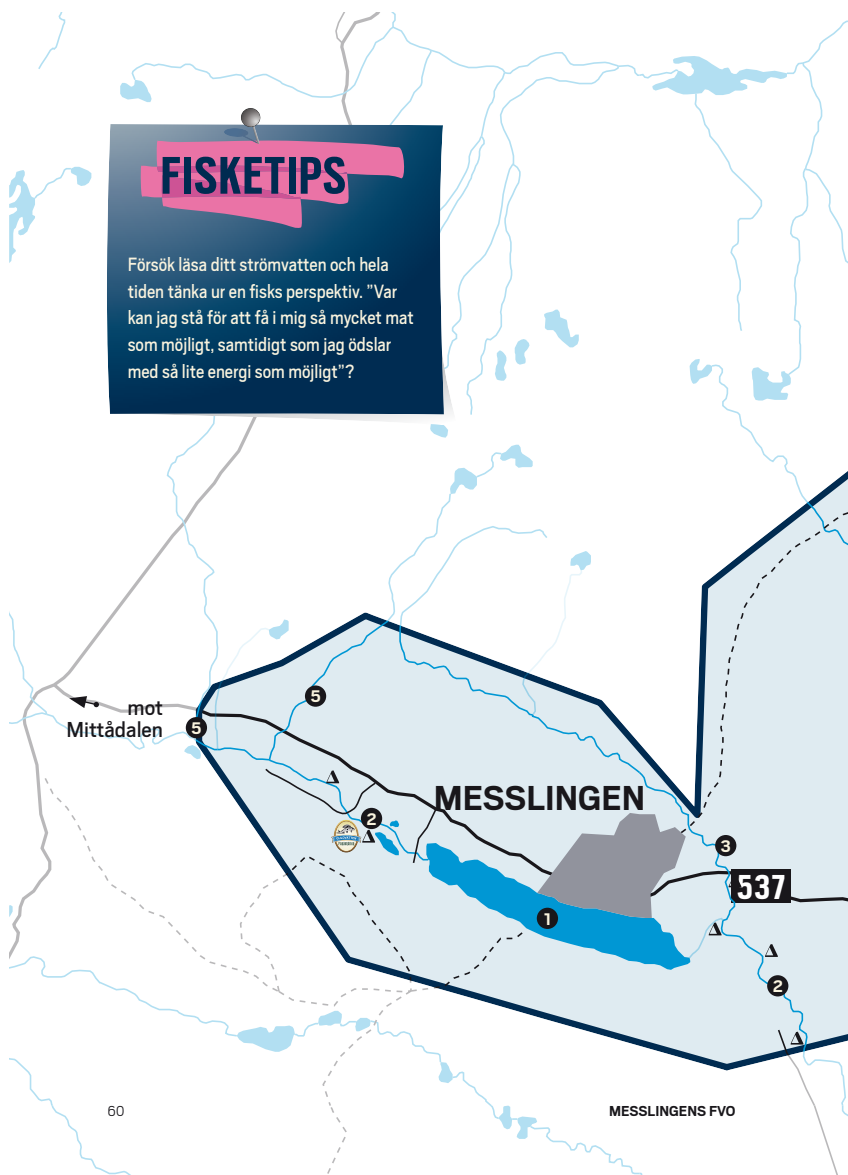 FISKETIPS
Försök läsa ditt strömvatten och hela
tiden tänka ur en fisks perspektiv. ”Var
kan jag stå för att få i mig så mycket mat
som möjligt, samtidigt som jag ödslar
med så lite energi som möjligt”?
5
mot
Mittådalen
5
MESSLINGEN
2
3
537
1
2
60
MESSLINGENS FVO